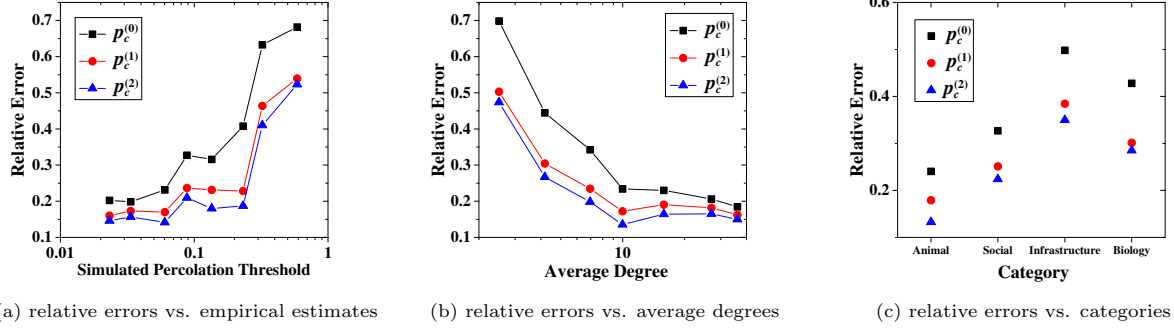 0.7
0.6
0.5
0.4
0.3
0.2
0.1
Relative Error
p_c^(0)
p_c^(1)
p_c^(2)
0.01 0.1 1
Simulated Percolation Threshold
a) relative errors vs. empirical estimates
0.7
0.6
0.5
0.4
0.3
0.2
0.1
Relative Error
p_c^(0)
p_c^(1)
p_c^(2)
10
Average Degree
(b) relative errors vs. average degrees
0.6
0.4
0.2
Relative Error
p_c^(0)
p_c^(1)
p_c^(2)
Animal Social Infrastructure Biology
Category
(c) relative errors vs. categories